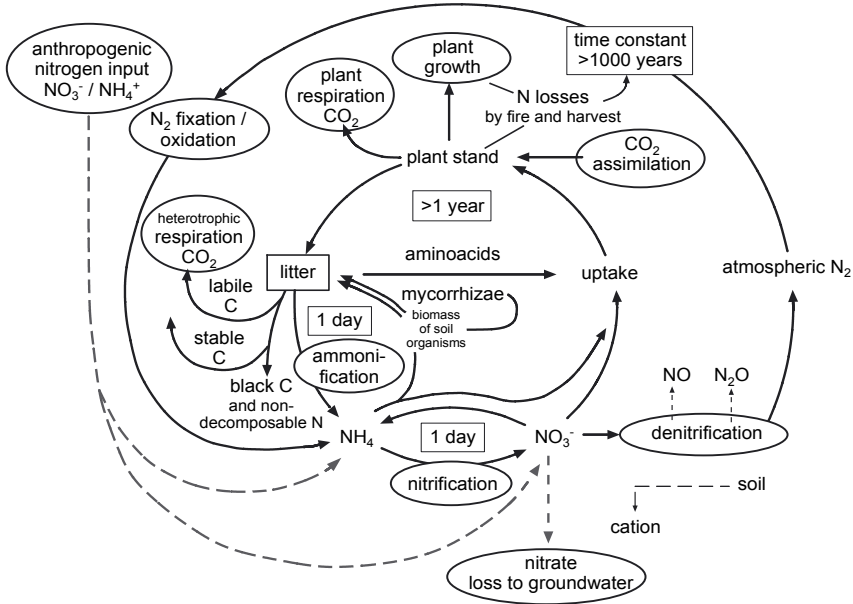 anthropogenic
nitrogen input
NO₃⁻ / NH₄⁺
N₂ fixation /
oxidation
plant
respiration
CO₂
plant
growth
time constant
>1000 years
N losses
by fire and harvest
plant stand
CO₂
assimilation
>1 year
heterotrophic
respiration
CO₂
litter
aminoacids
uptake
atmospheric N₂
labile
C
mycorrhizae
biomass
of soil
organisms
1 day
stable
C
ammoni-
fication
black C
and non-
decomposable N
NO
N₂O
NH₄
1 day
NO₃⁻
denitrification
nitrification
soil
cation
nitrate
loss to groundwater